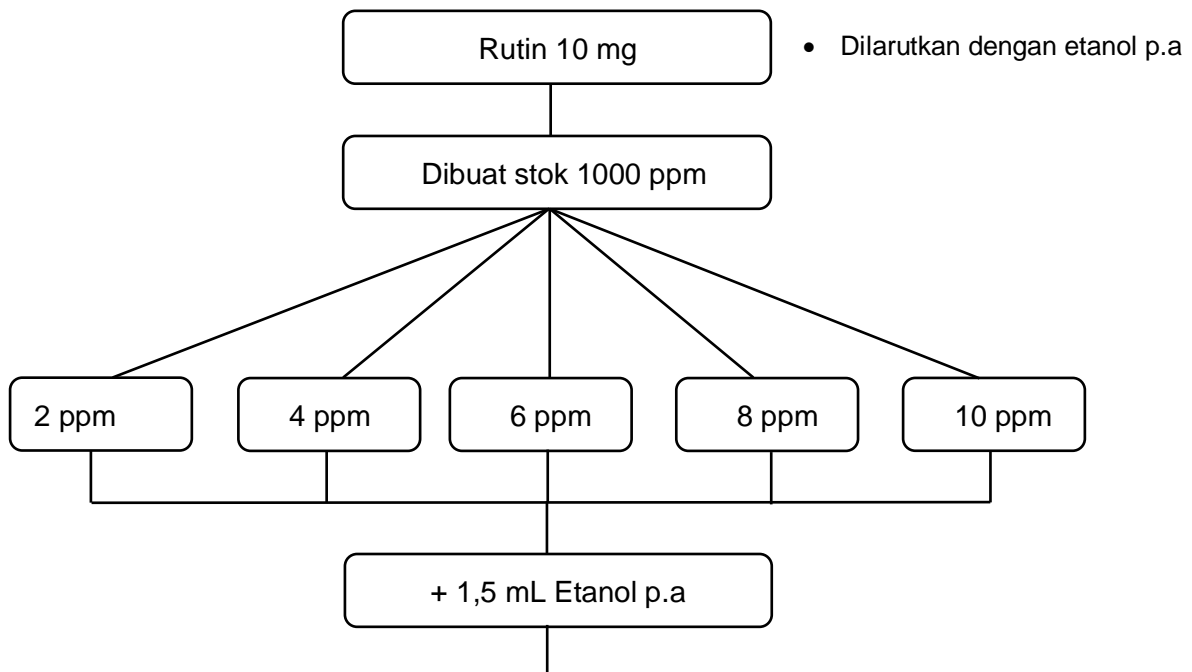 Rutin 10 mg
• Dilarutkan dengan etanol p.a
Dibuat stok 1000 ppm
2 ppm
4 ppm
6 ppm
8 ppm
10 ppm
+ 1,5 mL Etanol p.a